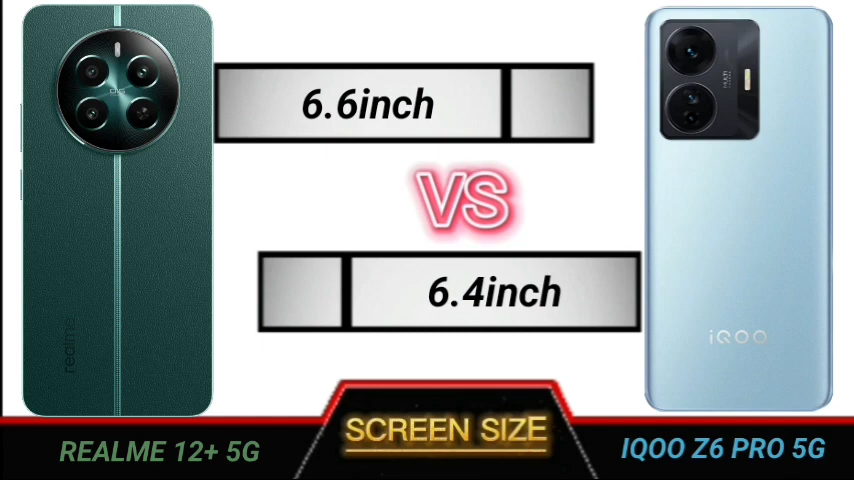 6.6inch
VS
6.4inch
realme
iQOO
SCREEN SIZE
REALME 12+ 5G
IQOO Z6 PRO 5G